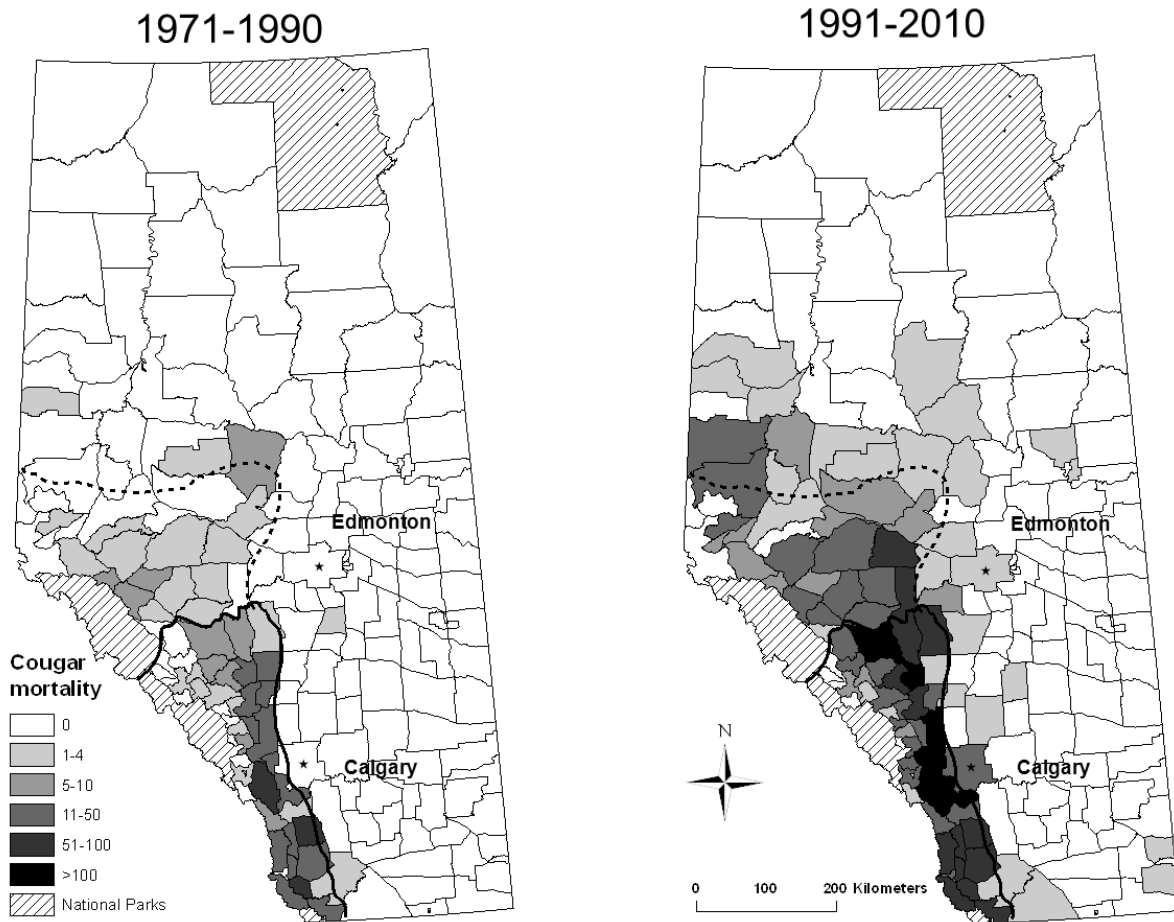 1971-1990
1991-2010
Edmonton
Edmonton
Cougar
mortality
0
1-4
5-10
11-50
51-100
>100
National Parks
Calgary
Calgary
N
0 100 200 Kilometers